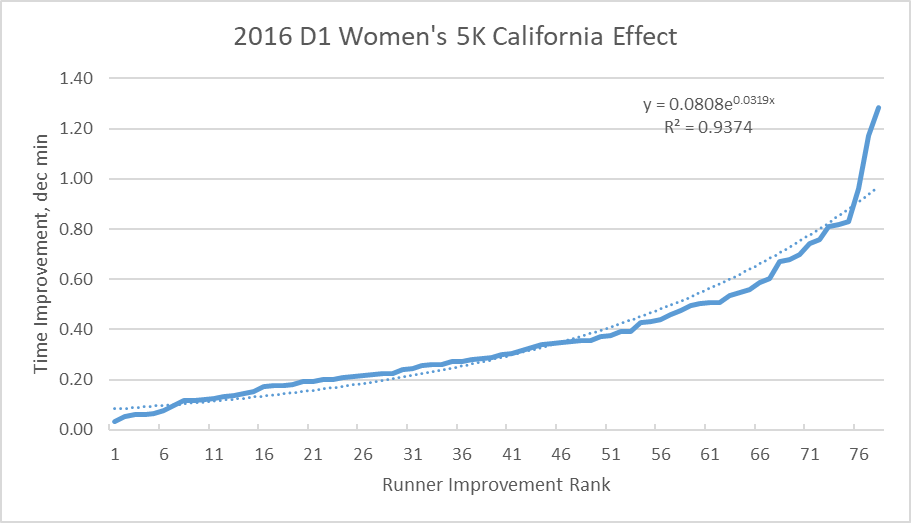 2016 D1 Women's 5K California Effect
y = 0.0808e^0.0319x
R² = 0.9374
Time Improvement, dec min
1.40
1.20
1.00
0.80
0.60
0.40
0.20
0.00
1 6 11 16 21 26 31 36 41 46 51 56 61 66 71 76
Runner Improvement Rank